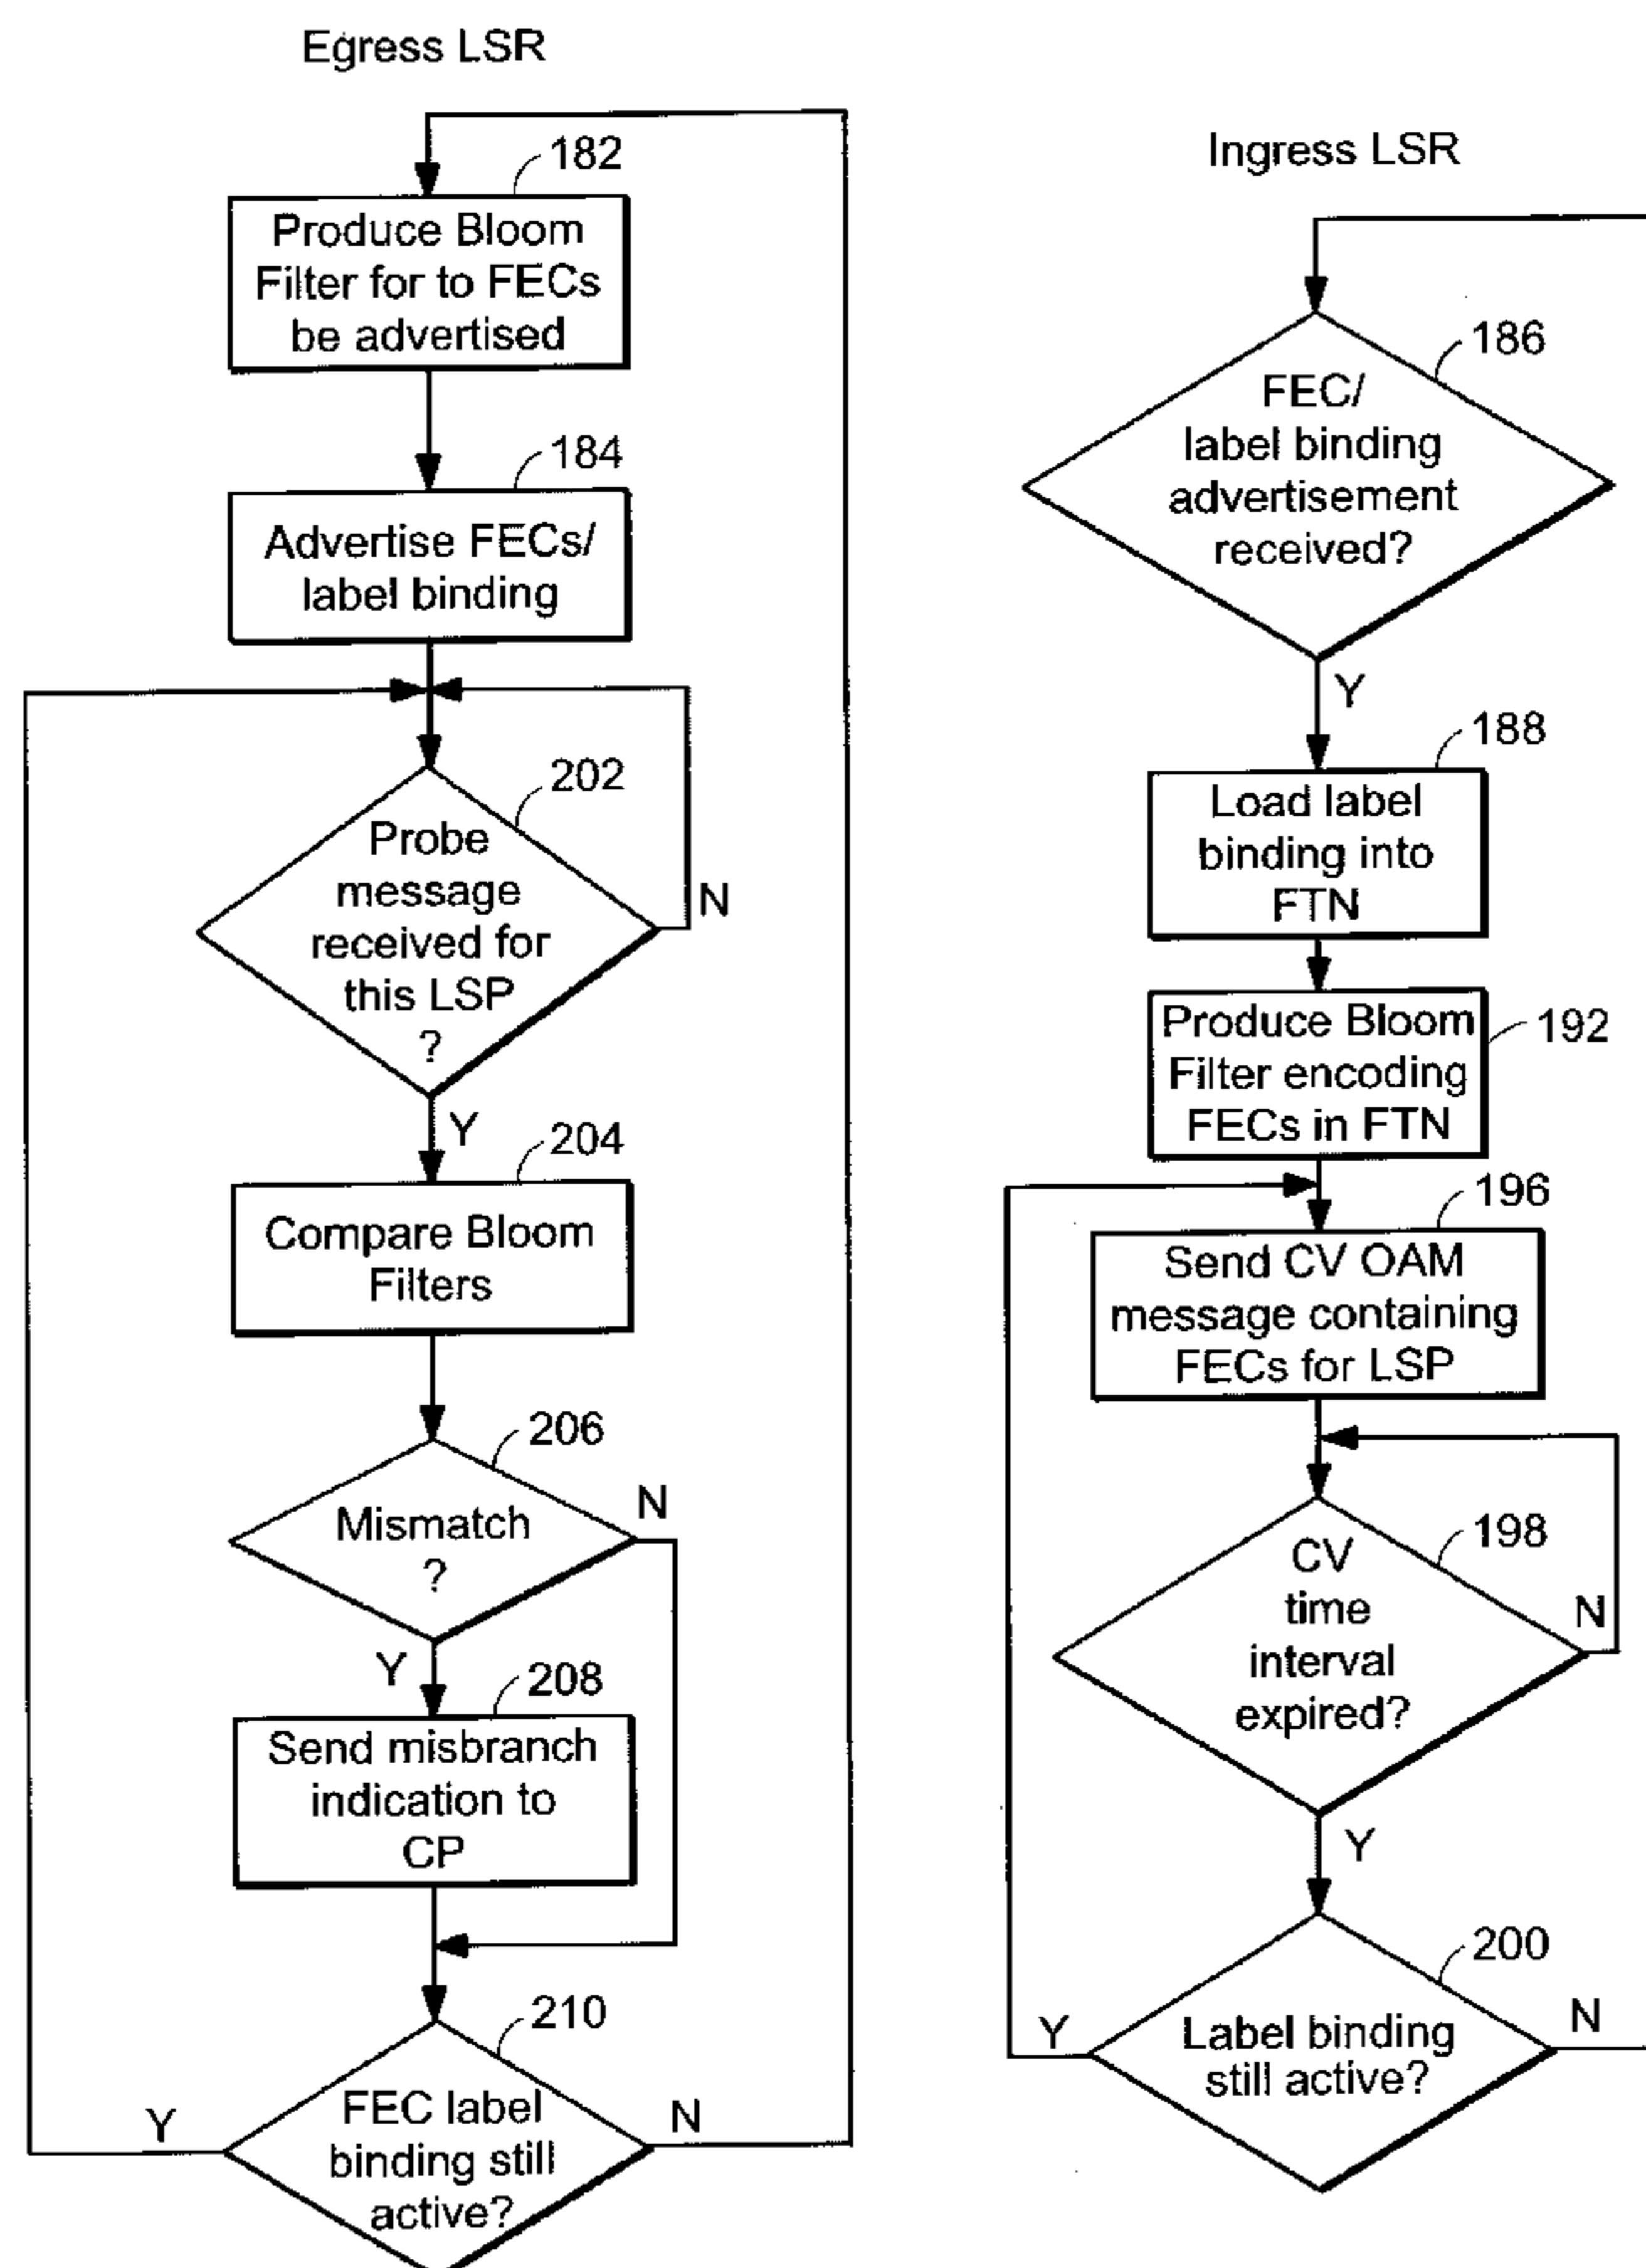 Egress LSR
182
Produce Bloom
Filter for to FECs
be advertised
184
Advertise FECs/
label binding
202
Probe
message
received for
this LSP
?
N
Y
204
Compare Bloom
Filters
206
Mismatch
?
N
Y
208
Send misbranch
indication to
CP
210
FEC label
binding still
active?
Y
N
Ingress LSR
186
FEC/
label binding
advertisement
received?
Y
188
Load label
binding into
FTN
192
Produce Bloom
Filter encoding
FECs in FTN
196
Send CV OAM
message containing
FECs for LSP
198
CV
time
interval
expired?
N
Y
200
Label binding
still active?
Y
N